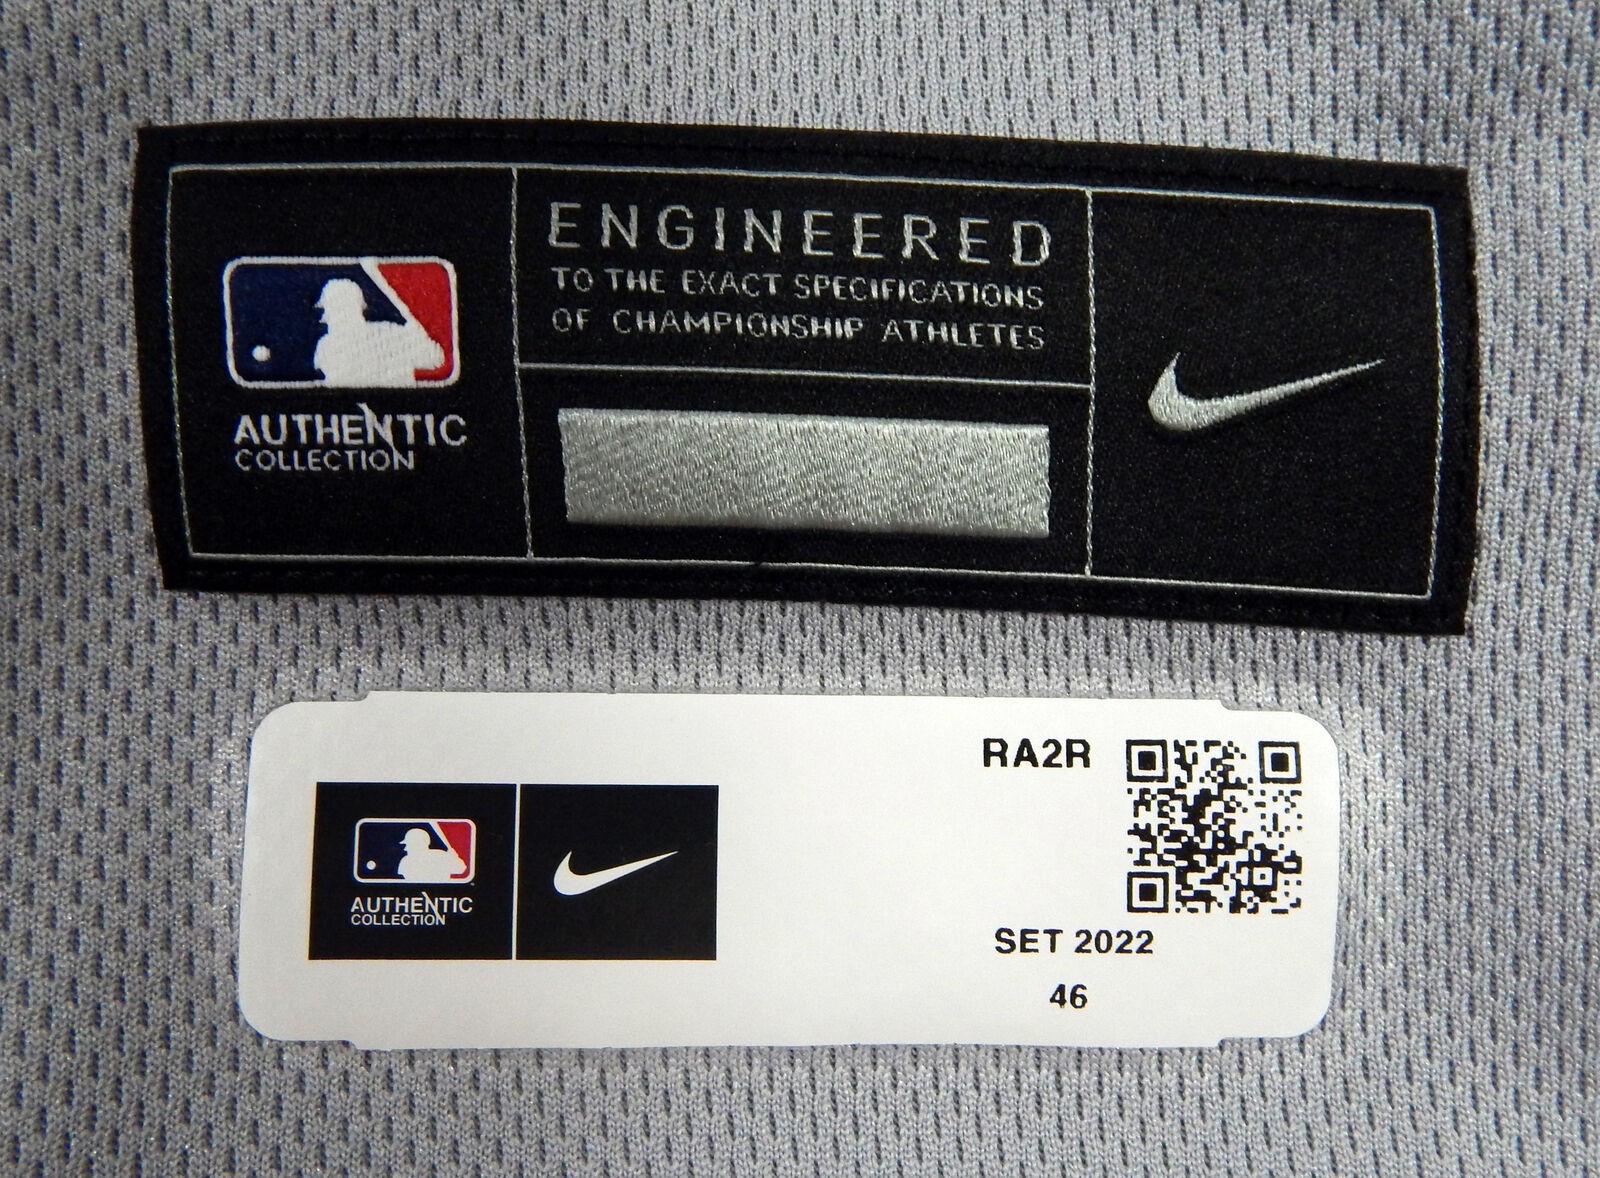 ENGINEERED
TO THE EXACT SPECIFICATIONS
OF CHAMPIONSHIP ATHLETES
AUTHENTIC
COLLECTION
RA2R
AUTHENTIC
COLLECTION
SET 2022
46